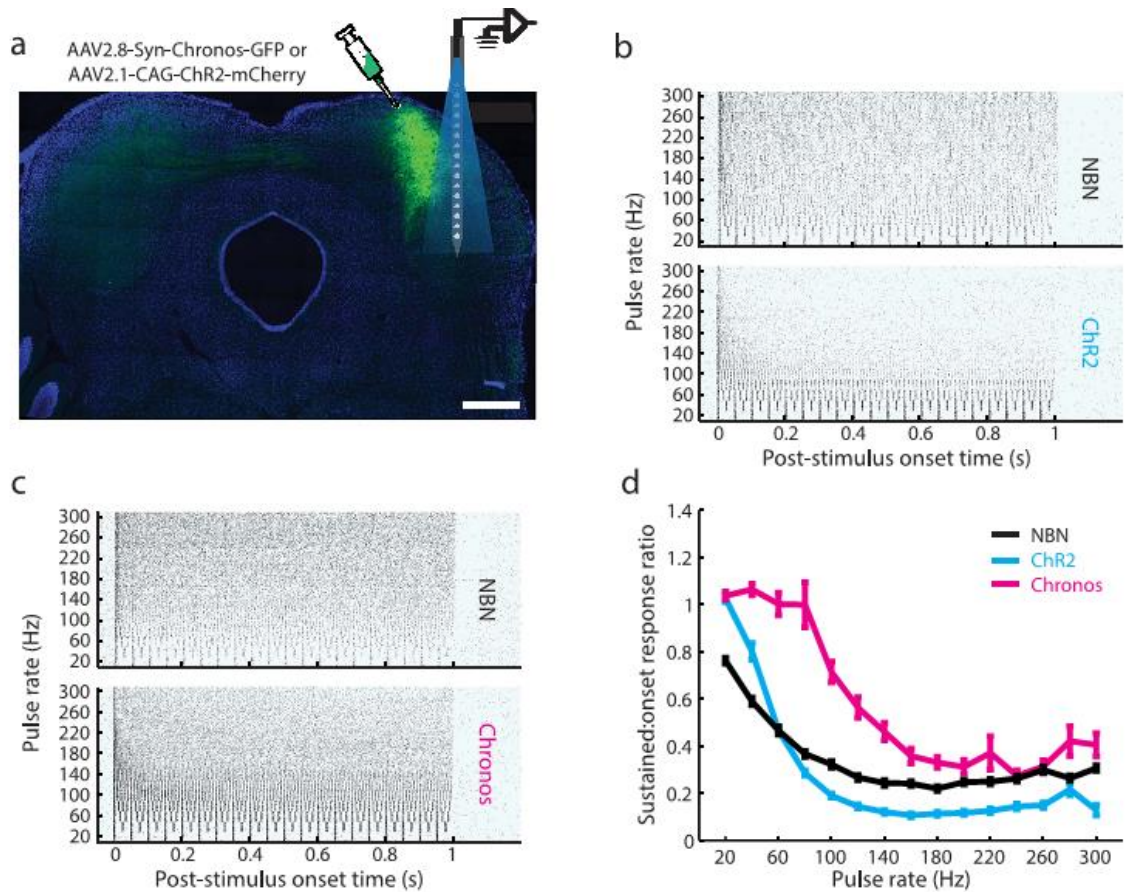 a
AAV2.8-Syn-Chronos-GFP or
AAV2.1-CAG-ChR2-mCherry
b
300
260
220
180
140
100
60
20
NBN
Pulse rate (Hz)
300
260
220
180
140
100
60
20
ChR2
0 0.2 0.4 0.6 0.8 1
Post-stimulus onset time (s)
c
300
260
220
180
140
100
60
20
NBN
Pulse rate (Hz)
300
260
220
180
140
100
60
20
Chronos
0 0.2 0.4 0.6 0.8 1
Post-stimulus onset time (s)
d
Sustained:onset response ratio
1.4
1.2
1
0.8
0.6
0.4
0.2
0
NBN
ChR2
Chronos
20 60 100 140 180 220 260 300
Pulse rate (Hz)